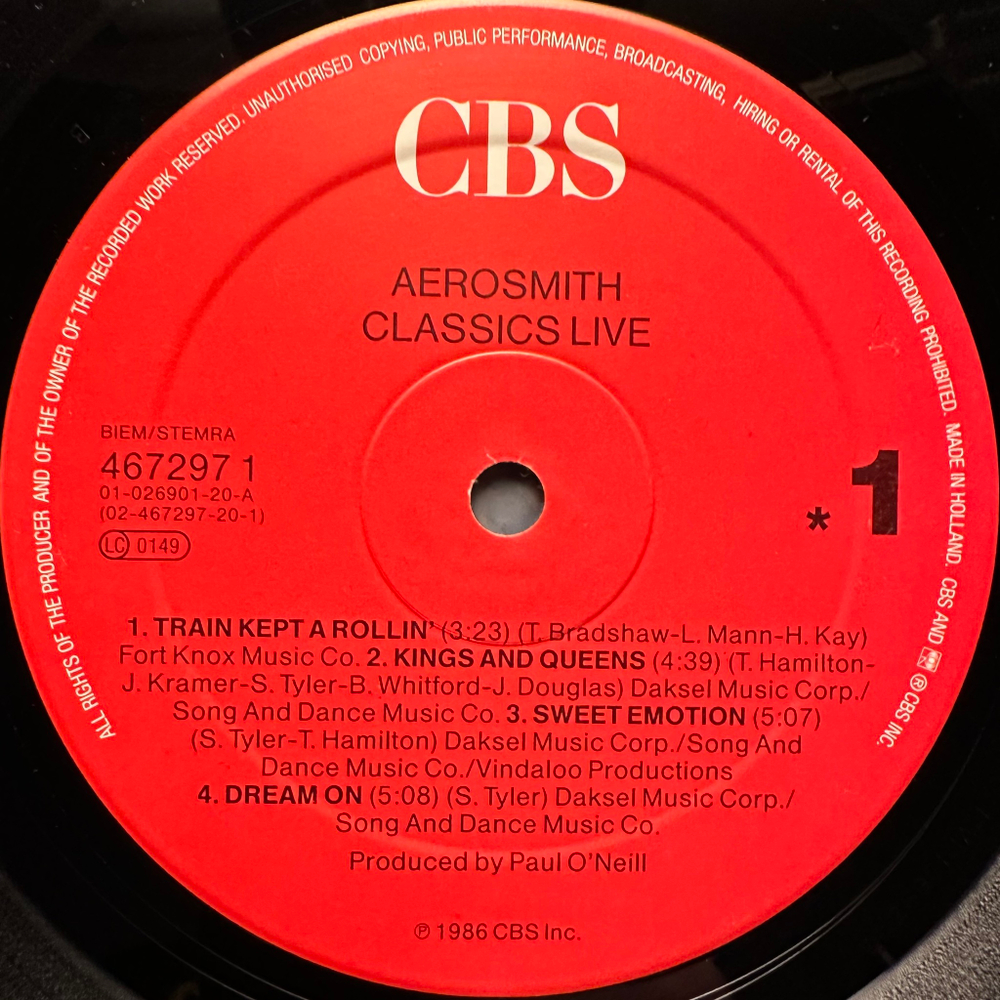 ALL RIGHTS OF THE PRODUCER AND OF THE OWNER OF THE RECORDED WORK RESERVED. UNAUTHORISED COPYING, PUBLIC PERFORMANCE, BROADCASTING, HIRING OR RENTAL OF THIS RECORDING PROHIBITED. MADE IN HOLLAND. CBS AND ℗ CBS INC.
CBS
AEROSMITH
CLASSICS LIVE
BIEM/STEMRA
467297 1
01-026901-20-A
(02-467297-20-1)
LC 0149
* 1
1. TRAIN KEPT A ROLLIN' (3:23) (T. Bradshaw-L. Mann-H. Kay)
Fort Knox Music Co. 2. KINGS AND QUEENS (4:39) (T. Hamilton-
J. Kramer-S. Tyler-B. Whitford-J. Douglas) Daksel Music Corp./
Song And Dance Music Co. 3. SWEET EMOTION (5:07)
(S. Tyler-T. Hamilton) Daksel Music Corp./Song And
Dance Music Co./Vindaloo Productions
4. DREAM ON (5:08) (S. Tyler) Daksel Music Corp./
Song And Dance Music Co.
Produced by Paul O'Neill
℗ 1986 CBS Inc.